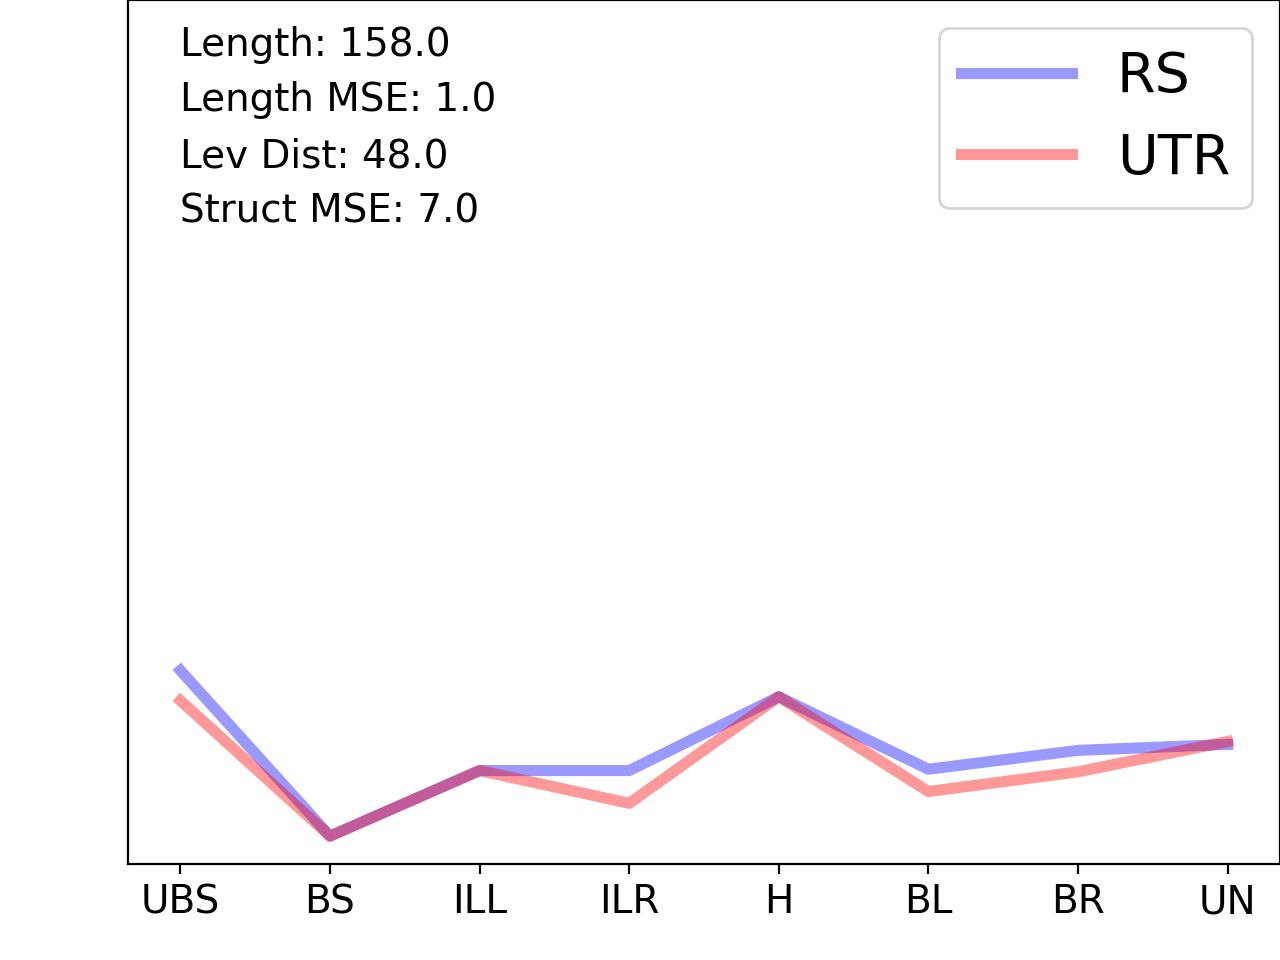 Length: 158.0
Length MSE: 1.0
Lev Dist: 48.0
Struct MSE: 7.0
RS
UTR
UBS BS ILL ILR H BL BR UN